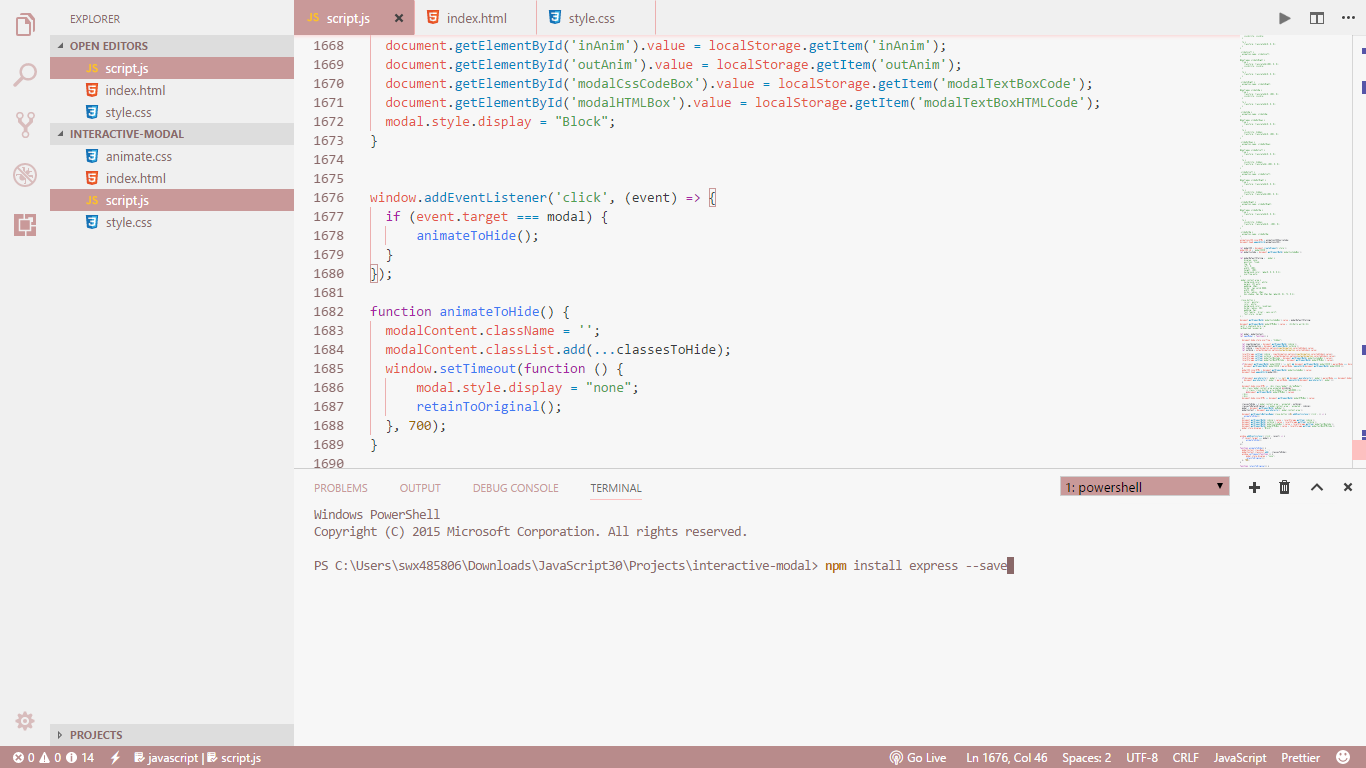 EXPLORER
OPEN EDITORS
JS script.js
index.html
style.css
INTERACTIVE-MODAL
animate.css
index.html
JS script.js
style.css
PROJECTS
JS script.js × index.html style.css
1668 document.getElementById('inAnim').value = localStorage.getItem('inAnim');
1669 document.getElementById('outAnim').value = localStorage.getItem('outAnim');
1670 document.getElementById('modalCssCodeBox').value = localStorage.getItem('modalTextBoxCode');
1671 document.getElementById('modalHTMLBox').value = localStorage.getItem('modalTextBoxHTMLCode');
1672 modal.style.display = "Block";
1673 }
1674
1675
1676 window.addEventListener('click', (event) => {
1677 if (event.target === modal) {
1678 animateToHide();
1679 }
1680 });
1681
1682 function animateToHide() {
1683 modalContent.className = '';
1684 modalContent.classList.add(...classesToHide);
1685 window.setTimeout(function () {
1686 modal.style.display = "none";
1687 retainToOriginal();
1688 }, 700);
1689 }
1690
PROBLEMS OUTPUT DEBUG CONSOLE TERMINAL 1: powershell
Windows PowerShell
Copyright (C) 2015 Microsoft Corporation. All rights reserved.
PS C:\Users\swx485806\Downloads\JavaScript30\Projects\interactive-modal> npm install express --save
0 0 14 javascript | script.js Go Live Ln 1676, Col 46 Spaces: 2 UTF-8 CRLF JavaScript Prettier